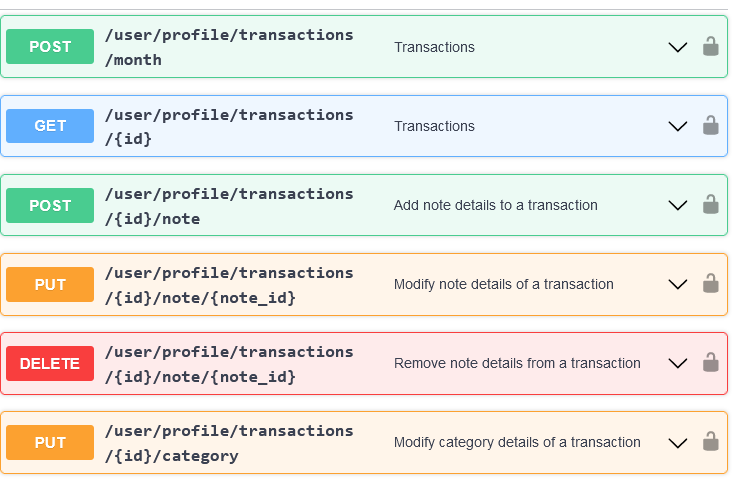 POST /user/profile/transactions Transactions
/month
GET /user/profile/transactions Transactions
/{id}
POST /user/profile/transactions Add note details to a transaction
/{id}/note
PUT /user/profile/transactions Modify note details of a transaction
/{id}/note/{note_id}
DELETE /user/profile/transactions Remove note details from a transaction
/{id}/note/{note_id}
PUT /user/profile/transactions Modify category details of a transaction
/{id}/category